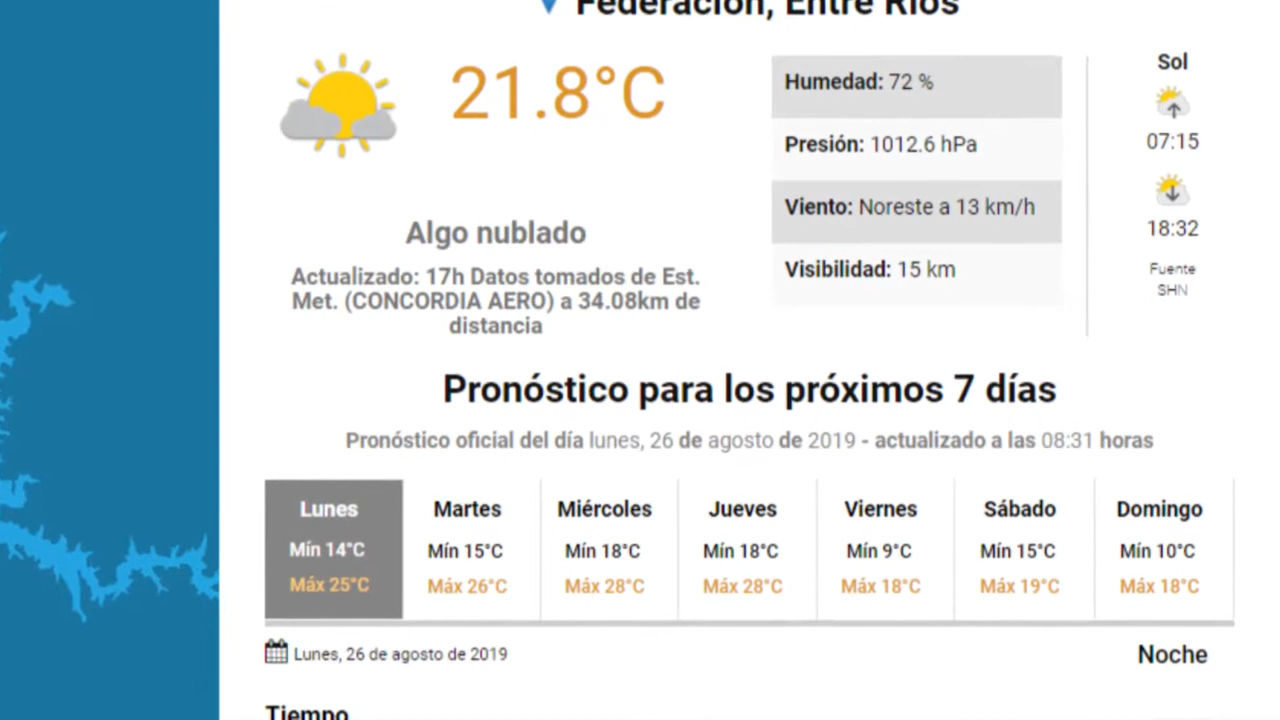 Federación, Entre Ríos
21.8°C
Humedad: 72 %
Presión: 1012.6 hPa
Viento: Noreste a 13 km/h
Visibilidad: 15 km
Sol
07:15
18:32
Fuente
SHN
Algo nublado
Actualizado: 17h Datos tomados de Est.
Met. (CONCORDIA AERO) a 34.08km de
distancia
Pronóstico para los próximos 7 días
Pronóstico oficial del día lunes, 26 de agosto de 2019 - actualizado a las 08:31 horas
Lunes Martes Miércoles Jueves Viernes Sábado Domingo
Mín 14°C Mín 15°C Mín 18°C Mín 18°C Mín 9°C Mín 15°C Mín 10°C
Máx 25°C Máx 26°C Máx 28°C Máx 28°C Máx 18°C Máx 19°C Máx 18°C
Lunes, 26 de agosto de 2019 Noche
Tiempo